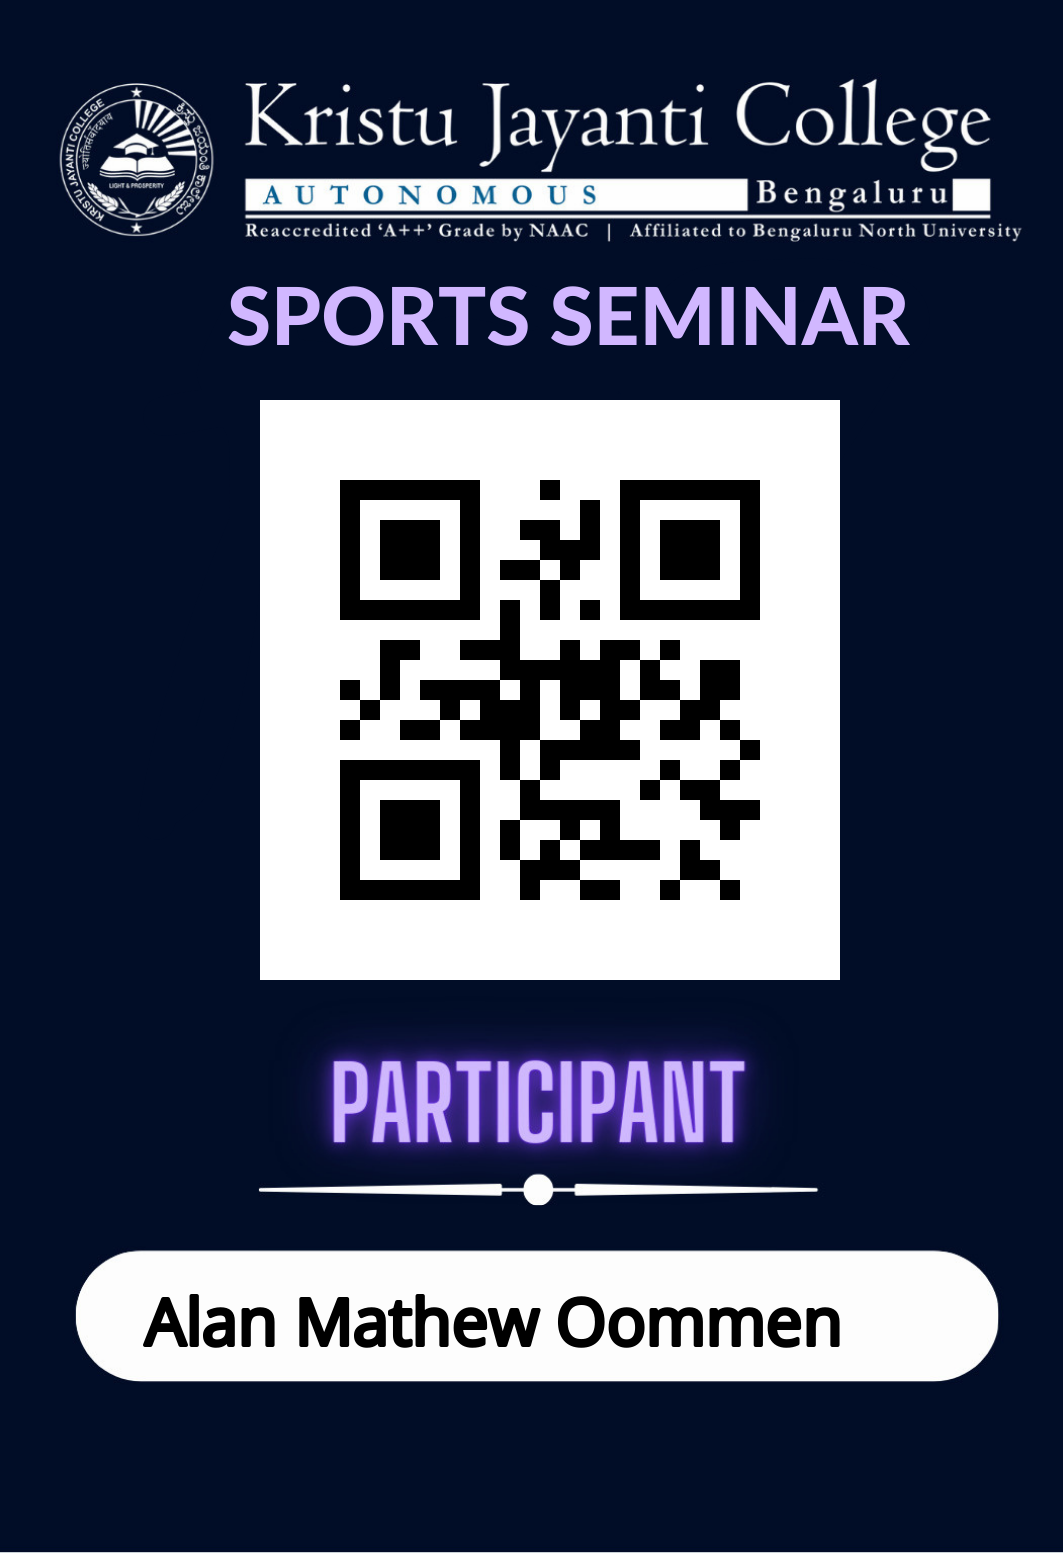 KRISTU JAYANTI COLLEGE
ಕ್ರಿಸ್ತು ಜಯಂತಿ ಕಾಲೇಜು
LIGHT & PROSPERITY
Kristu Jayanti College
AUTONOMOUS Bengaluru
Reaccredited ‘A++’ Grade by NAAC | Affiliated to Bengaluru North University
SPORTS SEMINAR
PARTICIPANT
Alan Mathew Oommen